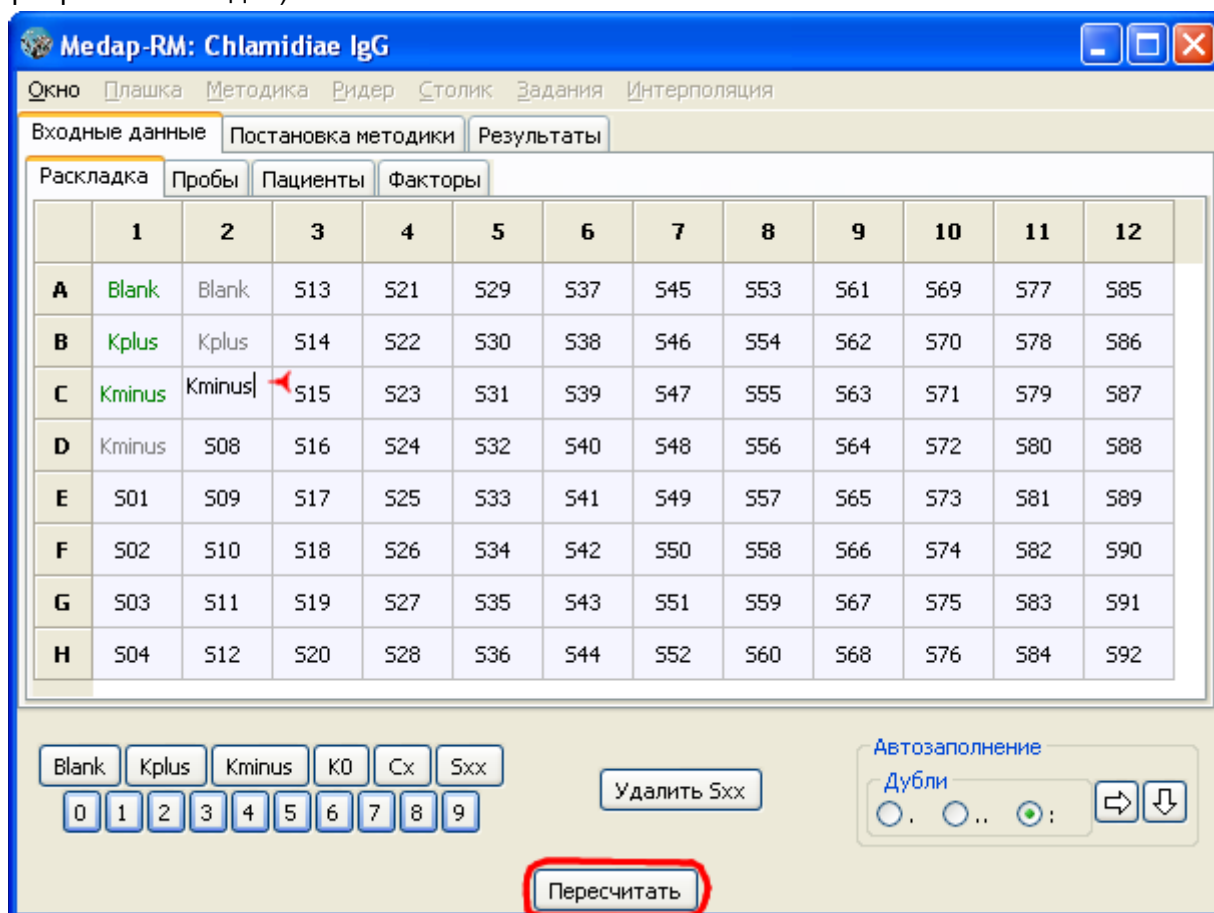 Medap-RM: Chlamidiae IgG
Окно Плашка Методика Ридер Столик Задания Интерполяция
Входные данные Постановка методики Результаты
Раскладка Пробы Пациенты Факторы
1 2 3 4 5 6 7 8 9 10 11 12
A Blank Blank S13 S21 S29 S37 S45 S53 S61 S69 S77 S85
B Kplus Kplus S14 S22 S30 S38 S46 S54 S62 S70 S78 S86
C Kminus Kminus S15 S23 S31 S39 S47 S55 S63 S71 S79 S87
D Kminus S08 S16 S24 S32 S40 S48 S56 S64 S72 S80 S88
E S01 S09 S17 S25 S33 S41 S49 S57 S65 S73 S81 S89
F S02 S10 S18 S26 S34 S42 S50 S58 S66 S74 S82 S90
G S03 S11 S19 S27 S35 S43 S51 S59 S67 S75 S83 S91
H S04 S12 S20 S28 S36 S44 S52 S60 S68 S76 S84 S92
Автозаполнение
Blank Kplus Kminus K0 Cx Sxx
Удалить Sxx
Дубли
0 1 2 3 4 5 6 7 8 9
. .. :
Пересчитать